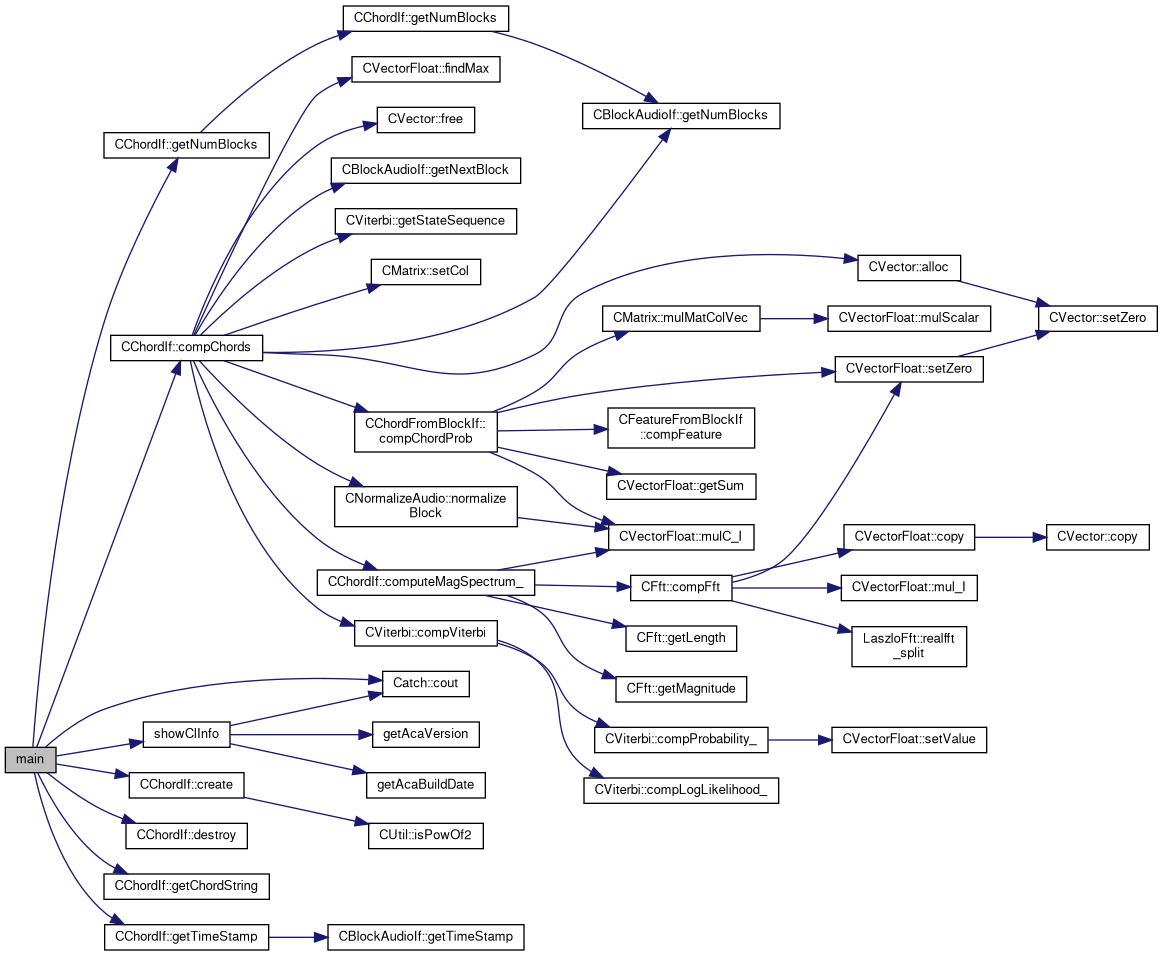 CChordIf::getNumBlocks
CVectorFloat::findMax
CVector::free
CBlockAudioIf::getNumBlocks
CChordIf::getNumBlocks
CBlockAudioIf::getNextBlock
CViterbi::getStateSequence
CMatrix::setCol
CVector::alloc
CMatrix::mulMatColVec
CVectorFloat::mulScalar
CVector::setZero
CChordIf::compChords
CVectorFloat::setZero
CChordFromBlockIf::
compChordProb
CFeatureFromBlockIf
::compFeature
CVectorFloat::getSum
CNormalizeAudio::normalize
Block
CVectorFloat::mulC_I
CVectorFloat::copy
CVector::copy
CChordIf::computeMagSpectrum_
CFft::compFft
CVectorFloat::mul_I
CViterbi::compViterbi
CFft::getLength
LaszloFft::realfft
_split
Catch::cout
CFft::getMagnitude
showClInfo
getAcaVersion
CViterbi::compProbability_
CVectorFloat::setValue
main
CChordIf::create
getAcaBuildDate
CViterbi::compLogLikelihood_
CChordIf::destroy
CUtil::isPowOf2
CChordIf::getChordString
CChordIf::getTimeStamp
CBlockAudioIf::getTimeStamp